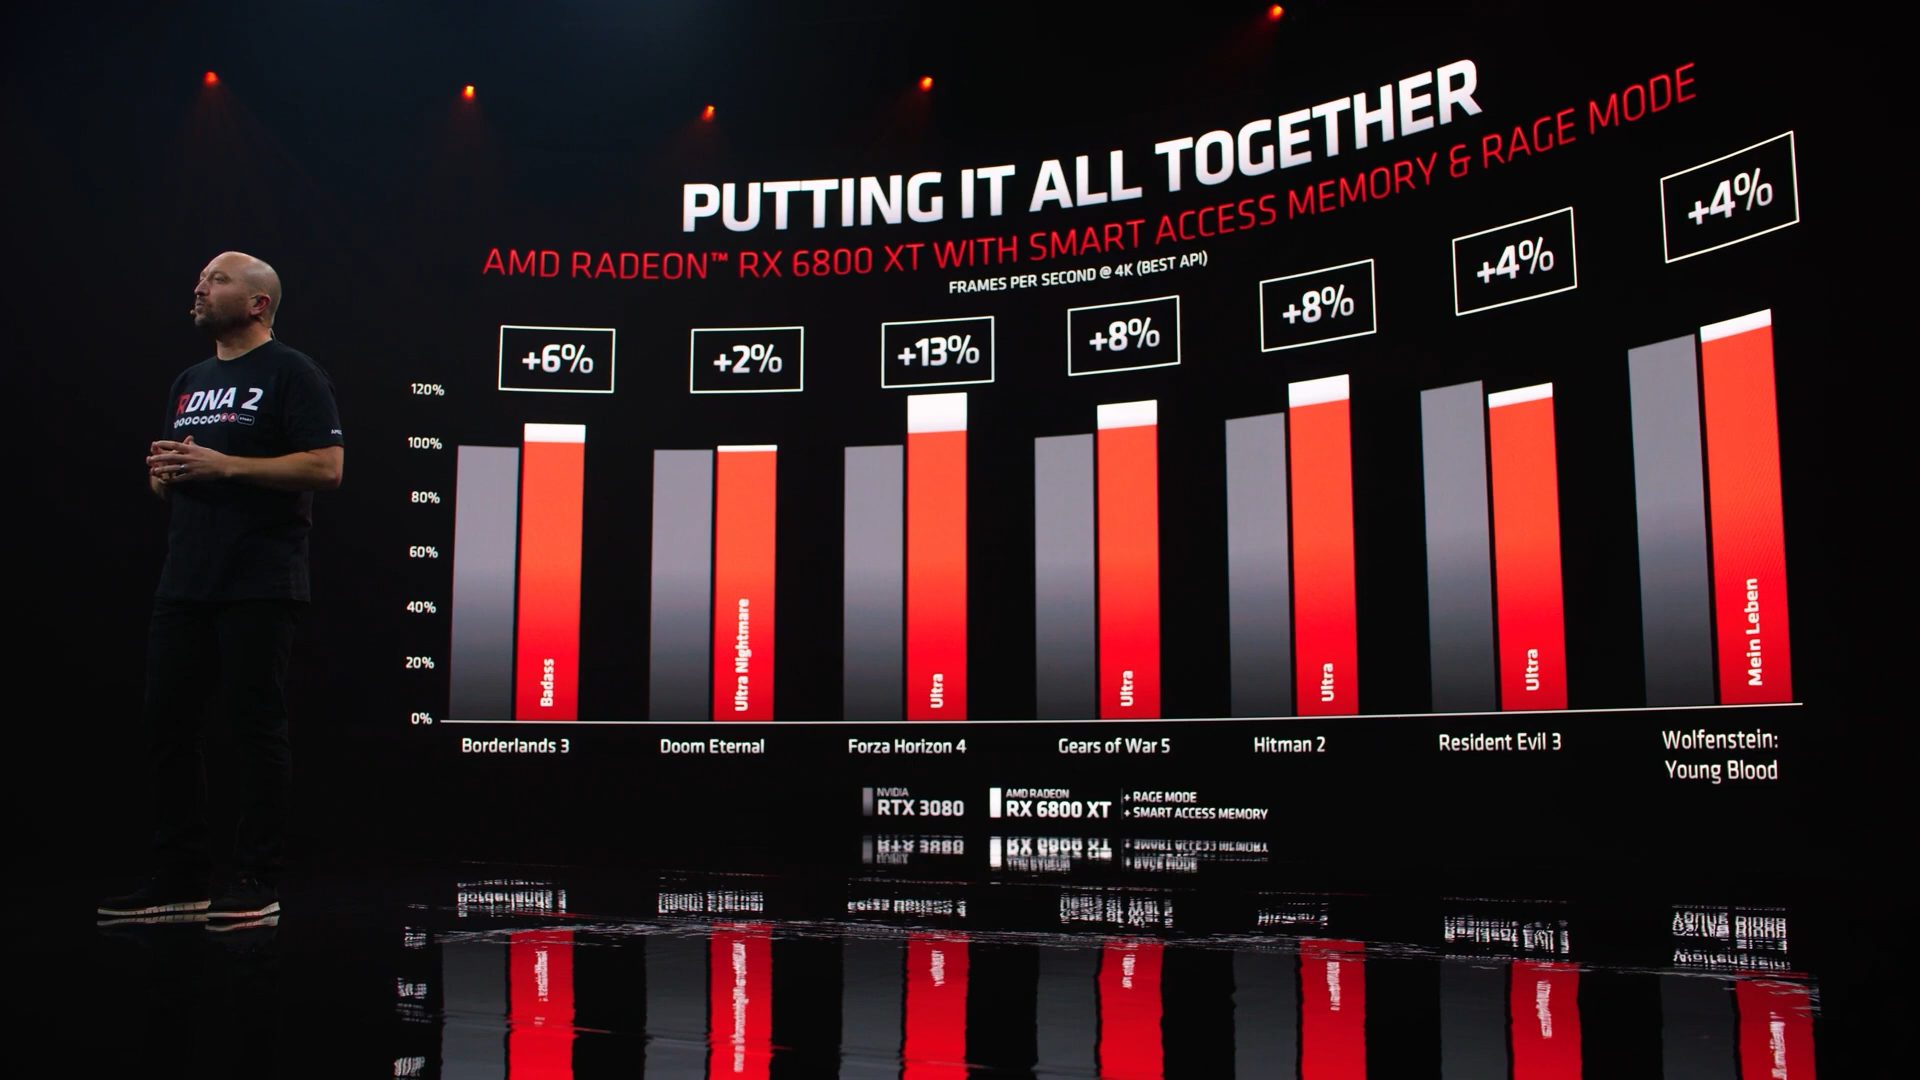 PUTTING IT ALL TOGETHER
AMD RADEON™ RX 6800 XT WITH SMART ACCESS MEMORY & RAGE MODE
FRAMES PER SECOND @ 4K (BEST API)
+6%
+2%
+13%
+8%
+8%
+4%
+4%
120%
100%
80%
60%
40%
20%
0%
Badass
Ultra Nightmare
Ultra
Ultra
Ultra
Ultra
Mein Leben
Borderlands 3
Doom Eternal
Forza Horizon 4
Gears of War 5
Hitman 2
Resident Evil 3
Wolfenstein:
Young Blood
NVIDIA
RTX 3080
AMD RADEON
RX 6800 XT
+ RAGE MODE
+ SMART ACCESS MEMORY
RDNA 2